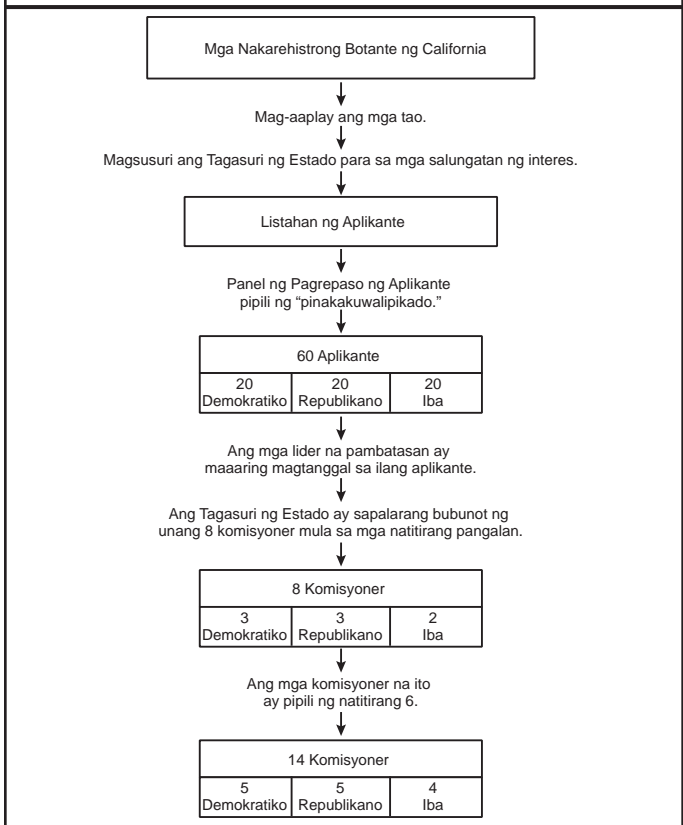 Mga Nakarehistrong Botante ng California
Mag-aaplay ang mga tao.
Magsusuri ang Tagasuri ng Estado para sa mga salungatan ng interes.
Listahan ng Aplikante
Panel ng Pagrepaso ng Aplikante
pipili ng “pinakakuwalipikado.”
60 Aplikante
20 20 20
Demokratiko Republikano Iba
Ang mga lider na pambatasan ay
maaaring magtanggal sa ilang aplikante.
Ang Tagasuri ng Estado ay sapalarang bubunot ng
unang 8 komisyoner mula sa mga natitirang pangalan.
8 Komisyoner
3 3 2
Demokratiko Republikano Iba
Ang mga komisyoner na ito
ay pipili ng natitirang 6.
14 Komisyoner
5 5 4
Demokratiko Republikano Iba